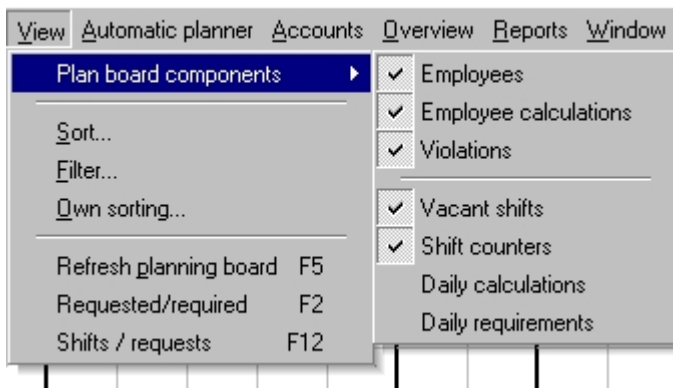 View Automatic planner Accounts Overview Reports Window
Plan board components
Sort...
Filter...
Own sorting...
Refresh planning board F5
Requested/required F2
Shifts / requests F12
Employees
Employee calculations
Violations
Vacant shifts
Shift counters
Daily calculations
Daily requirements